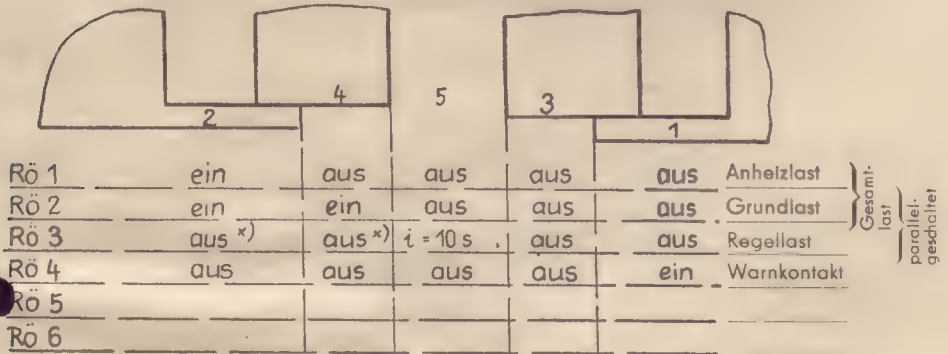 4 5 3
2 1
Rö 1 ein aus aus aus aus Anheizlast
Rö 2 ein ein aus aus aus Grundlast
Rö 3 aus x) aus x) i = 10 s aus aus Regellast
Rö 4 aus aus aus aus ein Warnkontakt
Rö 5
Rö 6
Gesamt-
last
parallel-
geschaltet